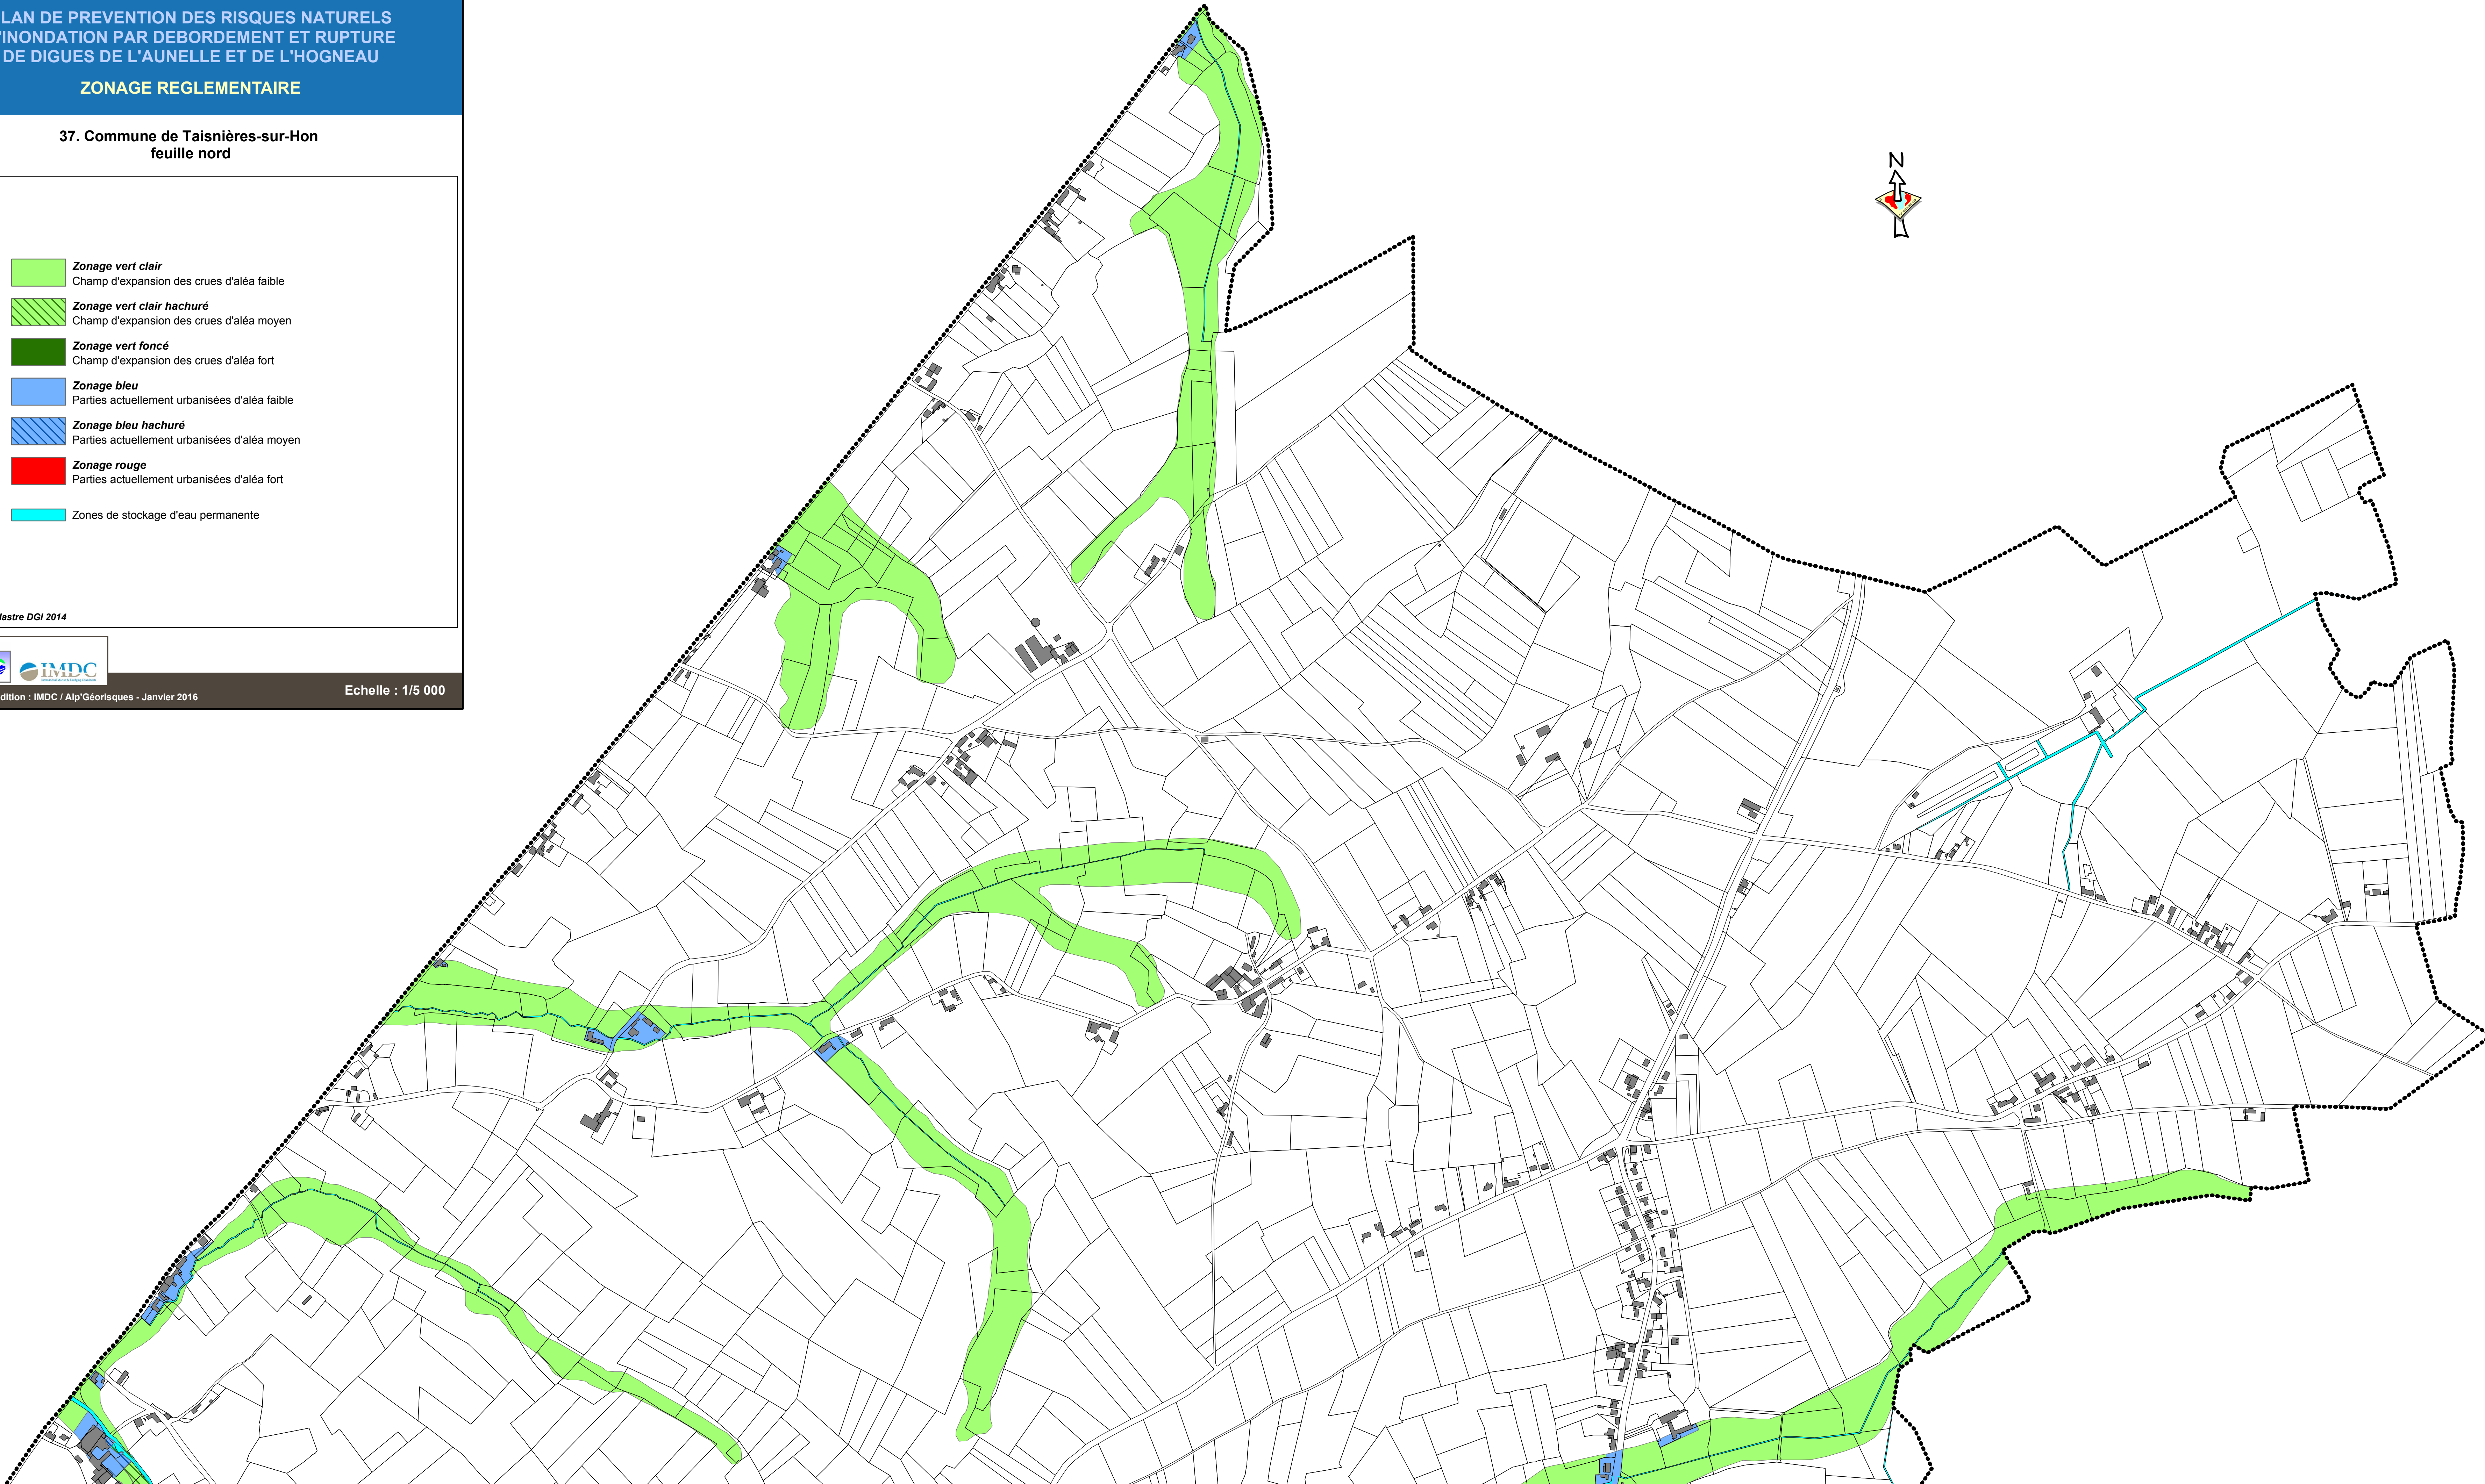 LAN DE PREVENTION DES RISQUES NATURELS
'INONDATION PAR DEBORDEMENT ET RUPTURE
DE DIGUES DE L'AUNELLE ET DE L'HOGNEAU
ZONAGE REGLEMENTAIRE
37. Commune de Taisnières-sur-Hon
feuille nord
Zonage vert clair
Champ d'expansion des crues d'aléa faible
Zonage vert clair hachuré
Champ d'expansion des crues d'aléa moyen
Zonage vert foncé
Champ d'expansion des crues d'aléa fort
Zonage bleu
Parties actuellement urbanisées d'aléa faible
Zonage bleu hachuré
Parties actuellement urbanisées d'aléa moyen
Zonage rouge
Parties actuellement urbanisées d'aléa fort
Zones de stockage d'eau permanente
dastre DGI 2014
IMDC
dition : IMDC / Alp'Géorisques - Janvier 2016
Echelle : 1/5 000
N